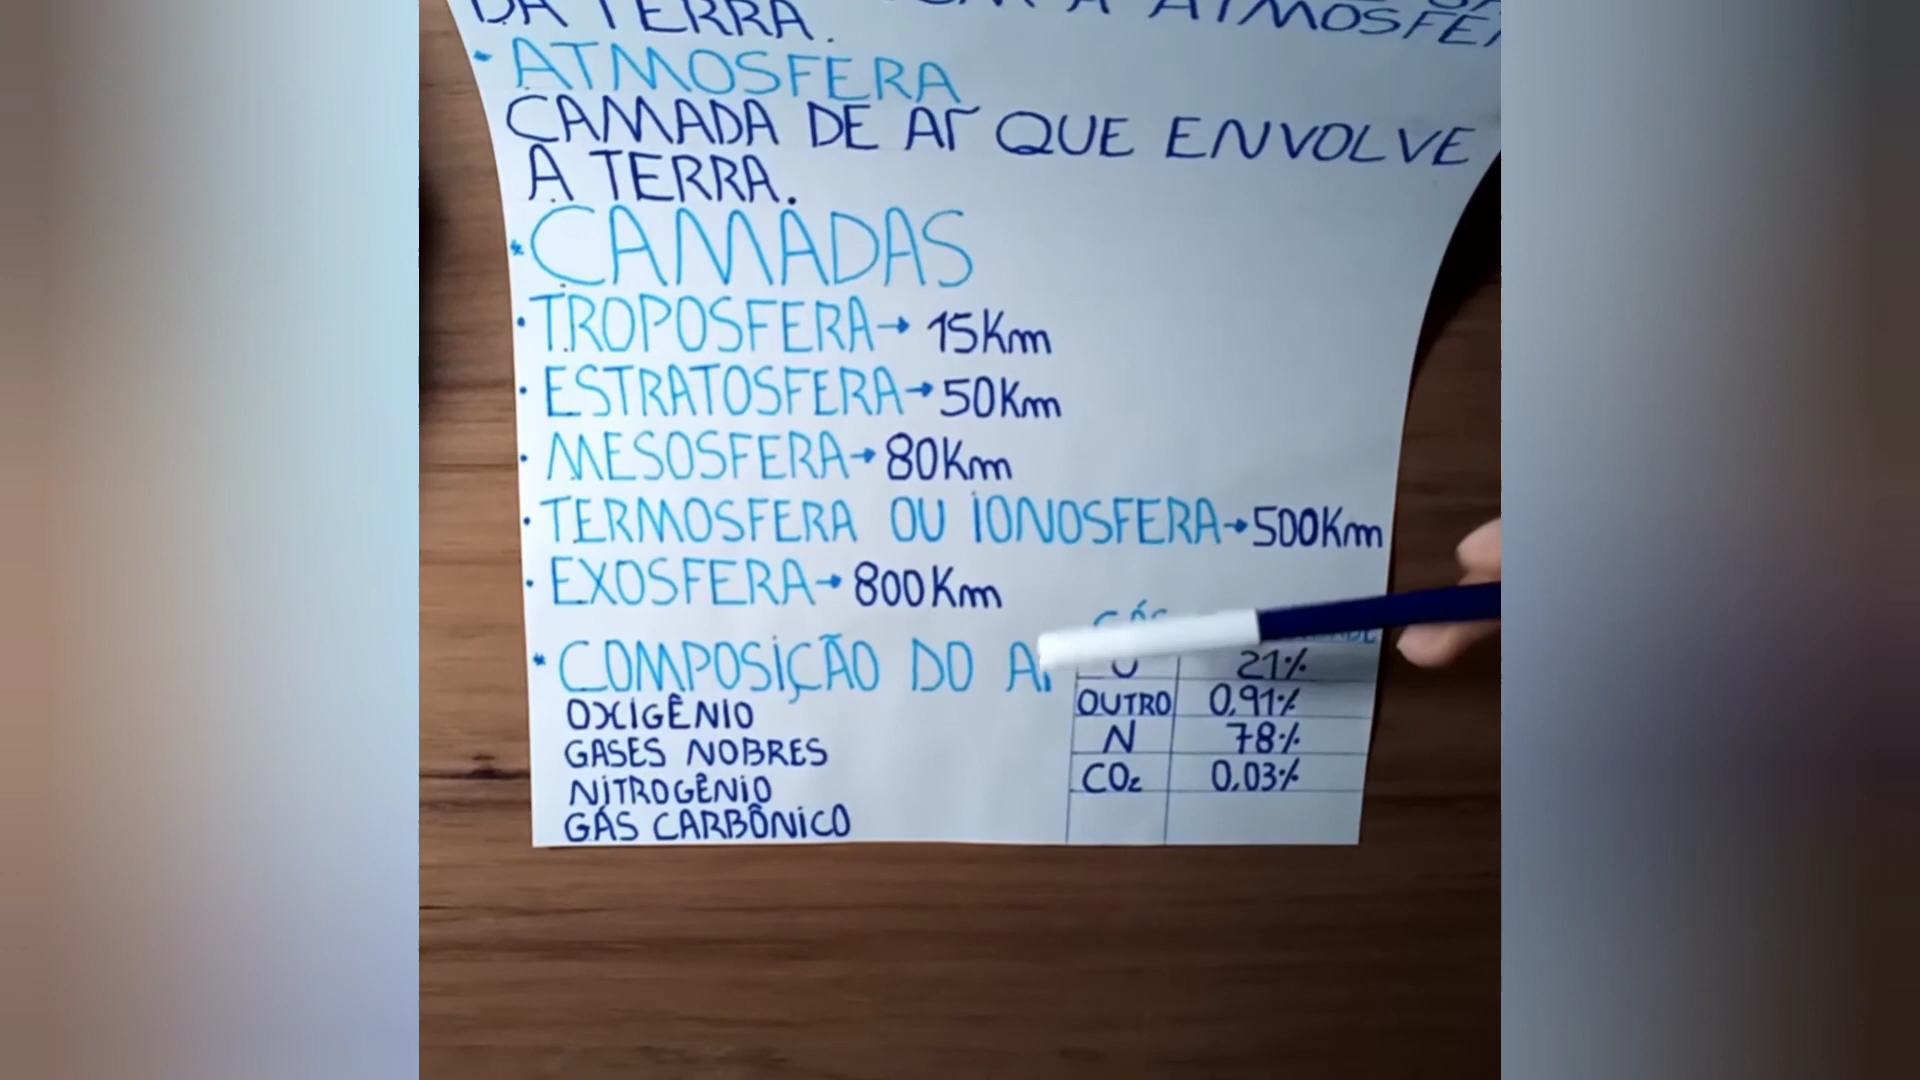 DA TERRA. A ATMOSFE
* ATMOSFERA
CAMADA DE Ar QUE ENVOLVE
A TERRA.
* CAMADAS
• TROPOSFERA → 15Km
• ESTRATOSFERA → 50Km
• MESOSFERA → 80Km
• TERMOSFERA OU IONOSFERA → 500Km
• EXOSFERA → 800Km
* COMPOSIÇÃO DO Ar
OXIGÊNIO
GASES NOBRES
NITROGÊNIO
GÁS CARBÔNICO
GÁS
O 21%
OUTRO 0,91%
N 78%
CO₂ 0,03%